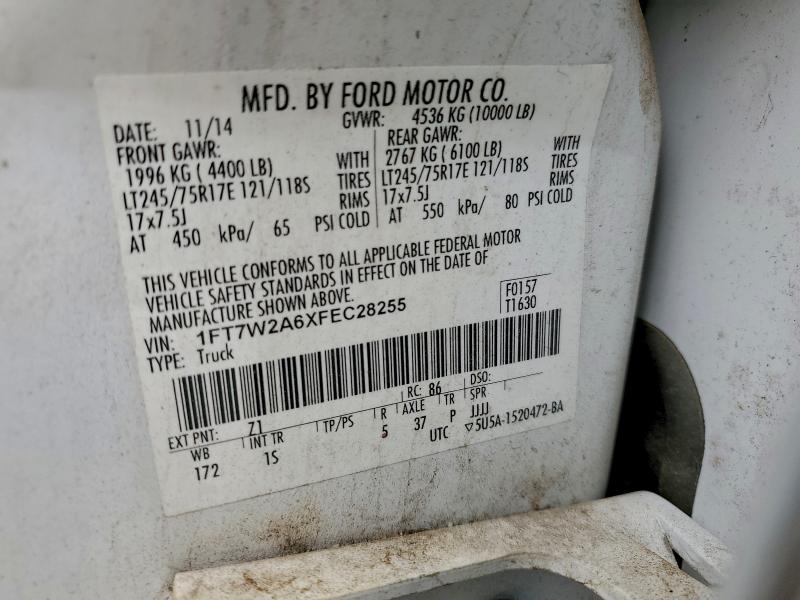 MFD. BY FORD MOTOR CO.
DATE: 11/14 GVWR: 4536 KG (10000 LB)
FRONT GAWR: REAR GAWR:
1996 KG ( 4400 LB) WITH 2767 KG ( 6100 LB) WITH
LT245/75R17E 121/118S TIRES LT245/75R17E 121/118S TIRES
17x7.5J RIMS 17x7.5J RIMS
AT 450 kPa/ 65 PSI COLD AT 550 kPa/ 80 PSI COLD
THIS VEHICLE CONFORMS TO ALL APPLICABLE FEDERAL MOTOR
VEHICLE SAFETY STANDARDS IN EFFECT ON THE DATE OF
MANUFACTURE SHOWN ABOVE. F0157
VIN: 1FT7W2A6XFEC28255 T1630
TYPE: Truck
EXT PNT: Z1 RC: 86 DSO:
WB INT TR TP/PS R AXLE TR SPR
172 1S 5 37 P JJJJ
UTC ▽5U5A-1520472-BA